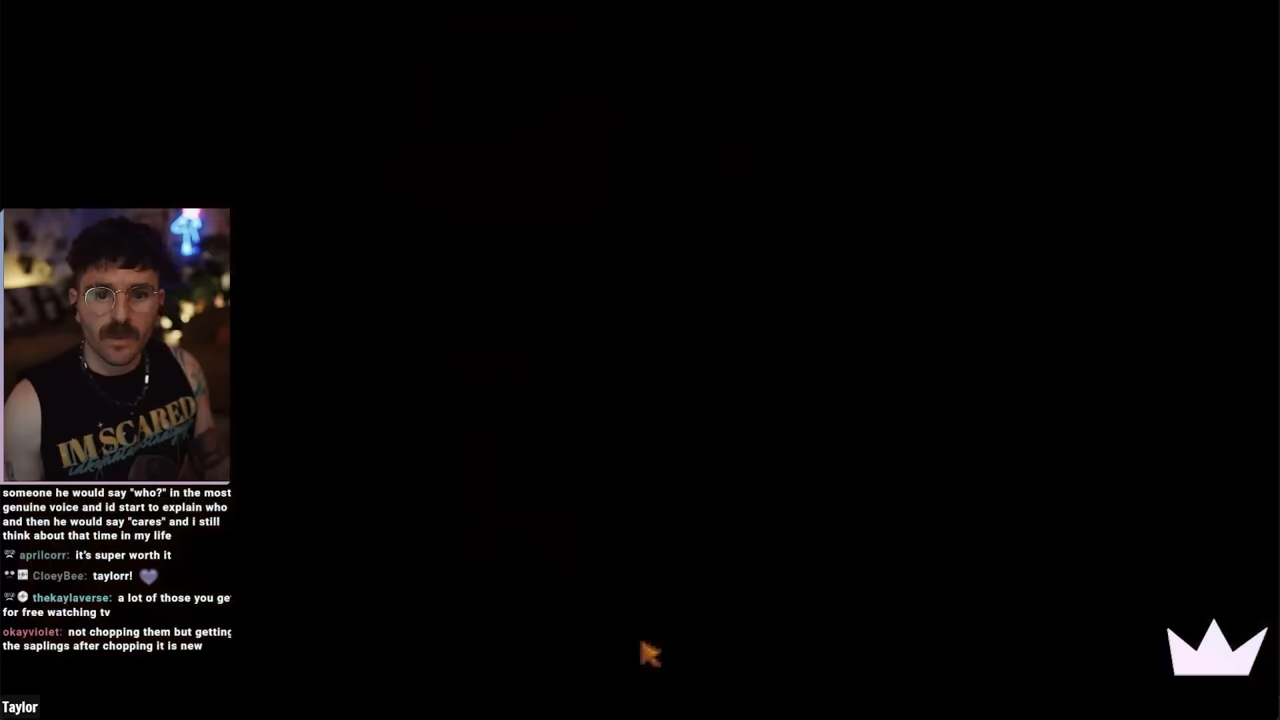 IM SCARED
someone he would say "who?" in the most
genuine voice and id start to explain who
and then he would say "cares" and i still
think about that time in my life
aprilcorr: it's super worth it
CloeyBee: taylorr!
thekaylaverse: a lot of those you ge
for free watching tv
okayviolet: not chopping them but getting
the saplings after chopping it is new
Taylor